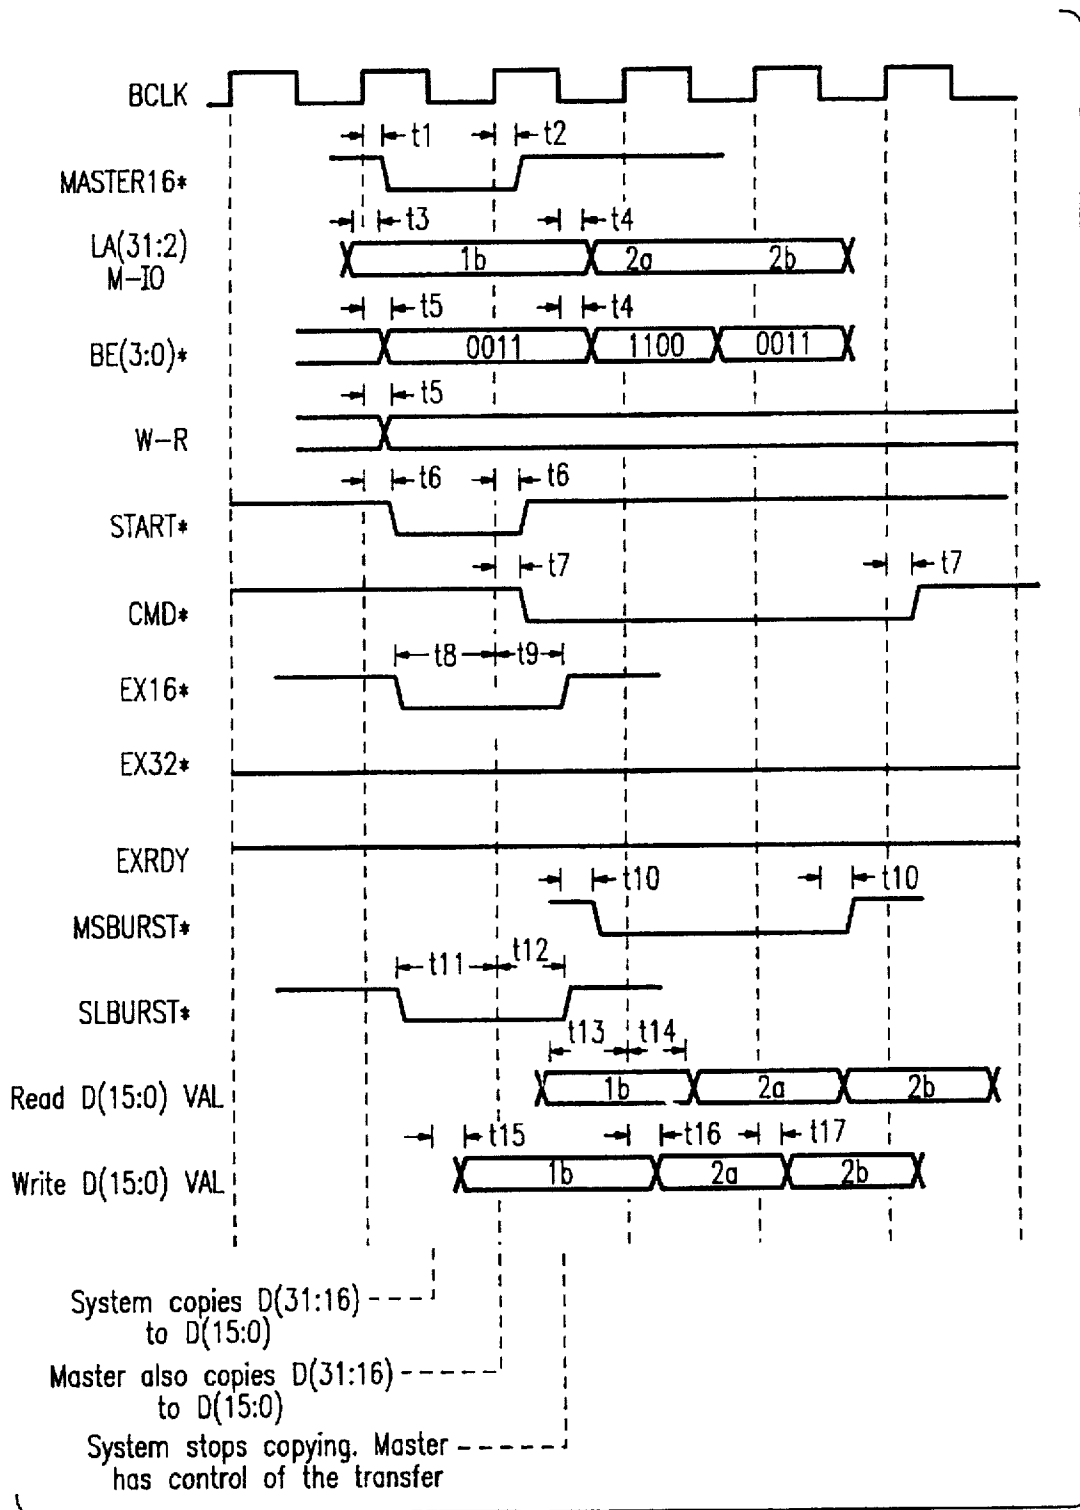 BCLK
t1 t2
MASTER16*
t3 t4
LA(31:2)
M-IO
1b 2a 2b
t5 t4
BE(3:0)*
0011 1100 0011
t5
W-R
t6 t6
START*
t7 t7
CMD*
t8 t9
EX16*
EX32*
EXRDY
t10 t10
MSBURST*
t11 t12
SLBURST*
t13 t14
Read D(15:0) VAL
1b 2a 2b
t15 t16 t17
Write D(15:0) VAL
1b 2a 2b
System copies D(31:16)
to D(15:0)
Master also copies D(31:16)
to D(15:0)
System stops copying. Master
has control of the transfer